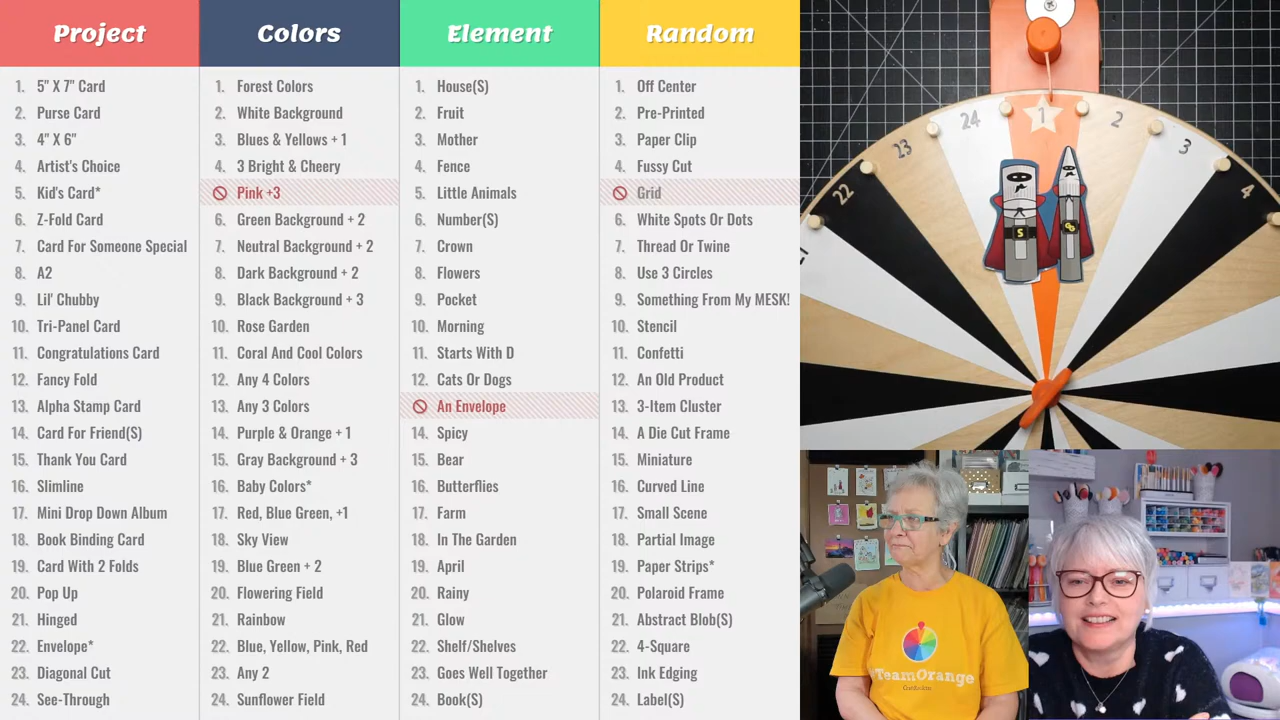 Project
1. 5" X 7" Card
2. Purse Card
3. 4" X 6"
4. Artist's Choice
5. Kid's Card*
6. Z-Fold Card
7. Card For Someone Special
8. A2
9. Lil' Chubby
10. Tri-Panel Card
11. Congratulations Card
12. Fancy Fold
13. Alpha Stamp Card
14. Card For Friend(S)
15. Thank You Card
16. Slimline
17. Mini Drop Down Album
18. Book Binding Card
19. Card With 2 Folds
20. Pop Up
21. Hinged
22. Envelope*
23. Diagonal Cut
24. See-Through
Colors
1. Forest Colors
2. White Background
3. Blues & Yellows + 1
4. 3 Bright & Cheery
Pink +3
6. Green Background + 2
7. Neutral Background + 2
8. Dark Background + 2
9. Black Background + 3
10. Rose Garden
11. Coral And Cool Colors
12. Any 4 Colors
13. Any 3 Colors
14. Purple & Orange + 1
15. Gray Background + 3
16. Baby Colors*
17. Red, Blue Green, +1
18. Sky View
19. Blue Green + 2
20. Flowering Field
21. Rainbow
22. Blue, Yellow, Pink, Red
23. Any 2
24. Sunflower Field
Element
1. House(S)
2. Fruit
3. Mother
4. Fence
5. Little Animals
6. Number(S)
7. Crown
8. Flowers
9. Pocket
10. Morning
11. Starts With D
12. Cats Or Dogs
An Envelope
14. Spicy
15. Bear
16. Butterflies
17. Farm
18. In The Garden
19. April
20. Rainy
21. Glow
22. Shelf/Shelves
23. Goes Well Together
24. Book(S)
Random
1. Off Center
2. Pre-Printed
3. Paper Clip
4. Fussy Cut
Grid
6. White Spots Or Dots
7. Thread Or Twine
8. Use 3 Circles
9. Something From My MESK!
10. Stencil
11. Confetti
12. An Old Product
13. 3-Item Cluster
14. A Die Cut Frame
15. Miniature
16. Curved Line
17. Small Scene
18. Partial Image
19. Paper Strips*
20. Polaroid Frame
21. Abstract Blob(S)
22. 4-Square
23. Ink Edging
24. Label(S)
22
23
24
1
2
3
4
S
TeamOrange